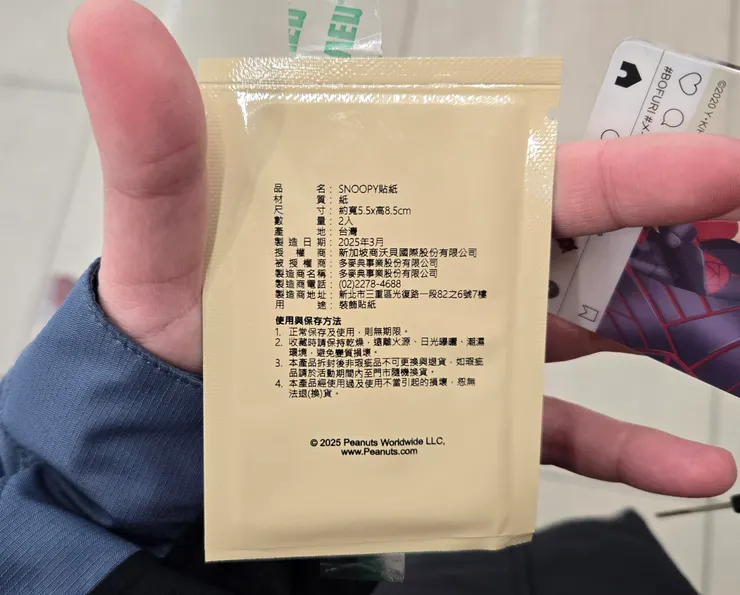 NEU
NEU
品名：SNOOPY貼紙
材質：紙
尺寸：約寬5.5x高8.5cm
數量：2入
產地：台灣
製造日期：2025年3月
授權商：新加坡商沃貝國際股份有限公司
被授權商：多麥典事業股份有限公司
製造商名稱：多麥典事業股份有限公司
製造商電話：(02)2278-4688
製造商地址：新北市三重區光復路一段82之6號7樓
用途：裝飾貼紙
使用與保存方法
1. 正常保存及使用，則無期限。
2. 收藏時請保持乾燥，遠離火源、日光曝曬、潮濕
環境，避免變質損壞。
3. 本產品拆封後非瑕疵品不可更換與退貨，如瑕疵
品請於活動期間內至門市隨機換貨。
4. 本產品經使用過及使用不當引起的損壞，恕無
法退(換)貨。
© 2025 Peanuts Worldwide LLC,
www.Peanuts.com
#BOFURI
©2020 Y・